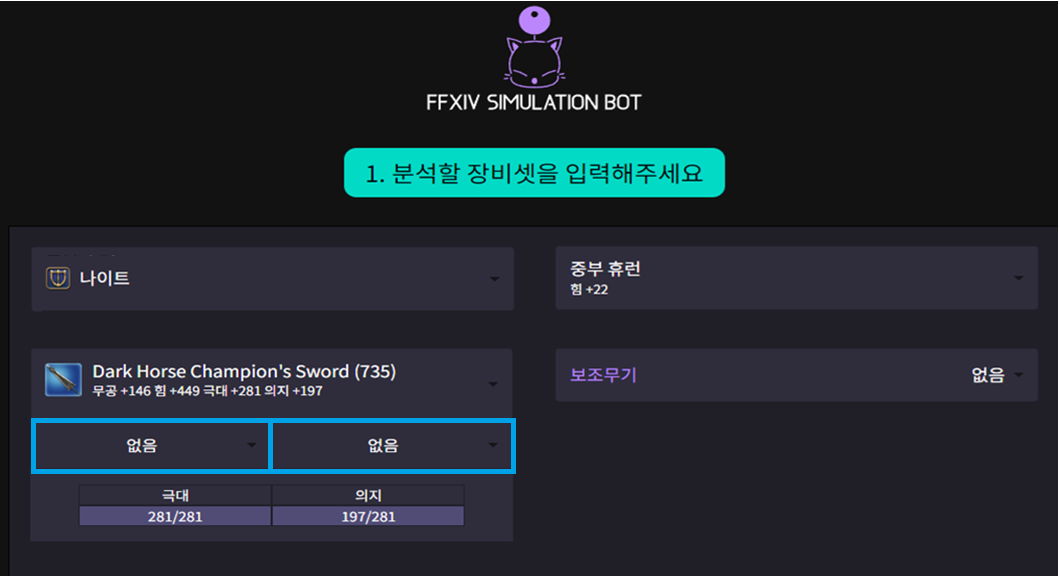 FFXIV SIMULATION BOT
1. 분석할 장비셋을 입력해주세요
나이트
중부 휴런
힘 +22
Dark Horse Champion's Sword (735)
무공 +146 힘 +449 극대 +281 의지 +197
보조무기 없음
없음 없음
극대 의지
281/281 197/281